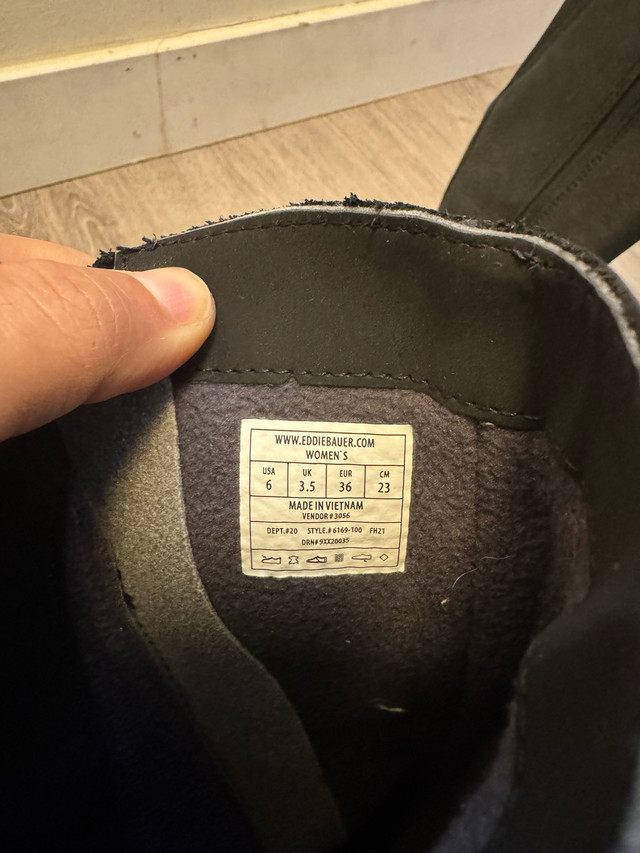 WWW.EDDIEBAUER.COM
WOMEN`S
USA UK EUR CM
6 3.5 36 23
MADE IN VIETNAM
VENDOR # 3056
DEPT.#20 STYLE.# 6169-100 FH21
DRN# 9XX20035